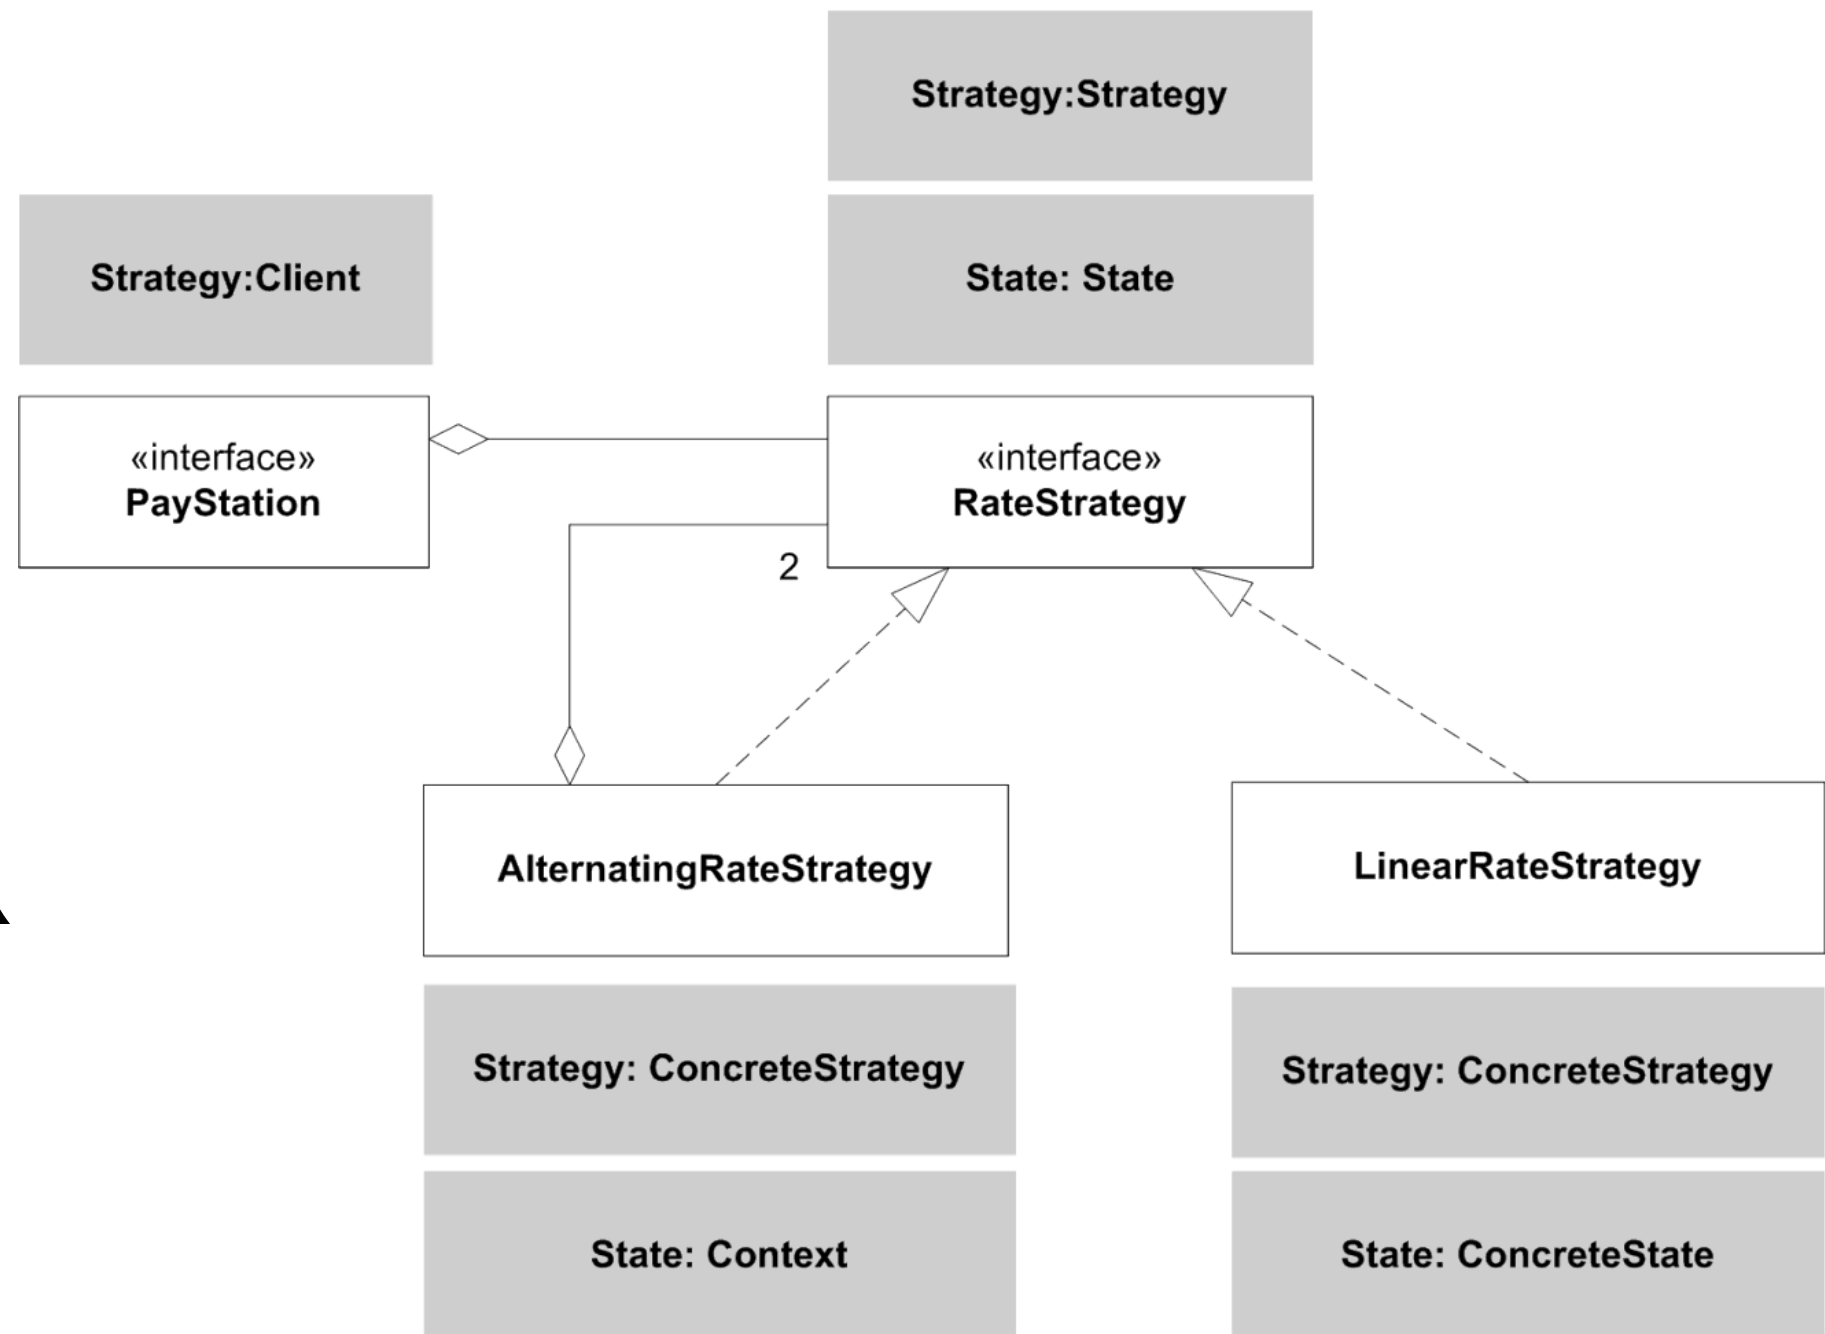 Strategy:Strategy
Strategy:Client
State: State
«interface»
PayStation
«interface»
RateStrategy
2
AlternatingRateStrategy
LinearRateStrategy
Strategy: ConcreteStrategy
Strategy: ConcreteStrategy
State: Context
State: ConcreteState